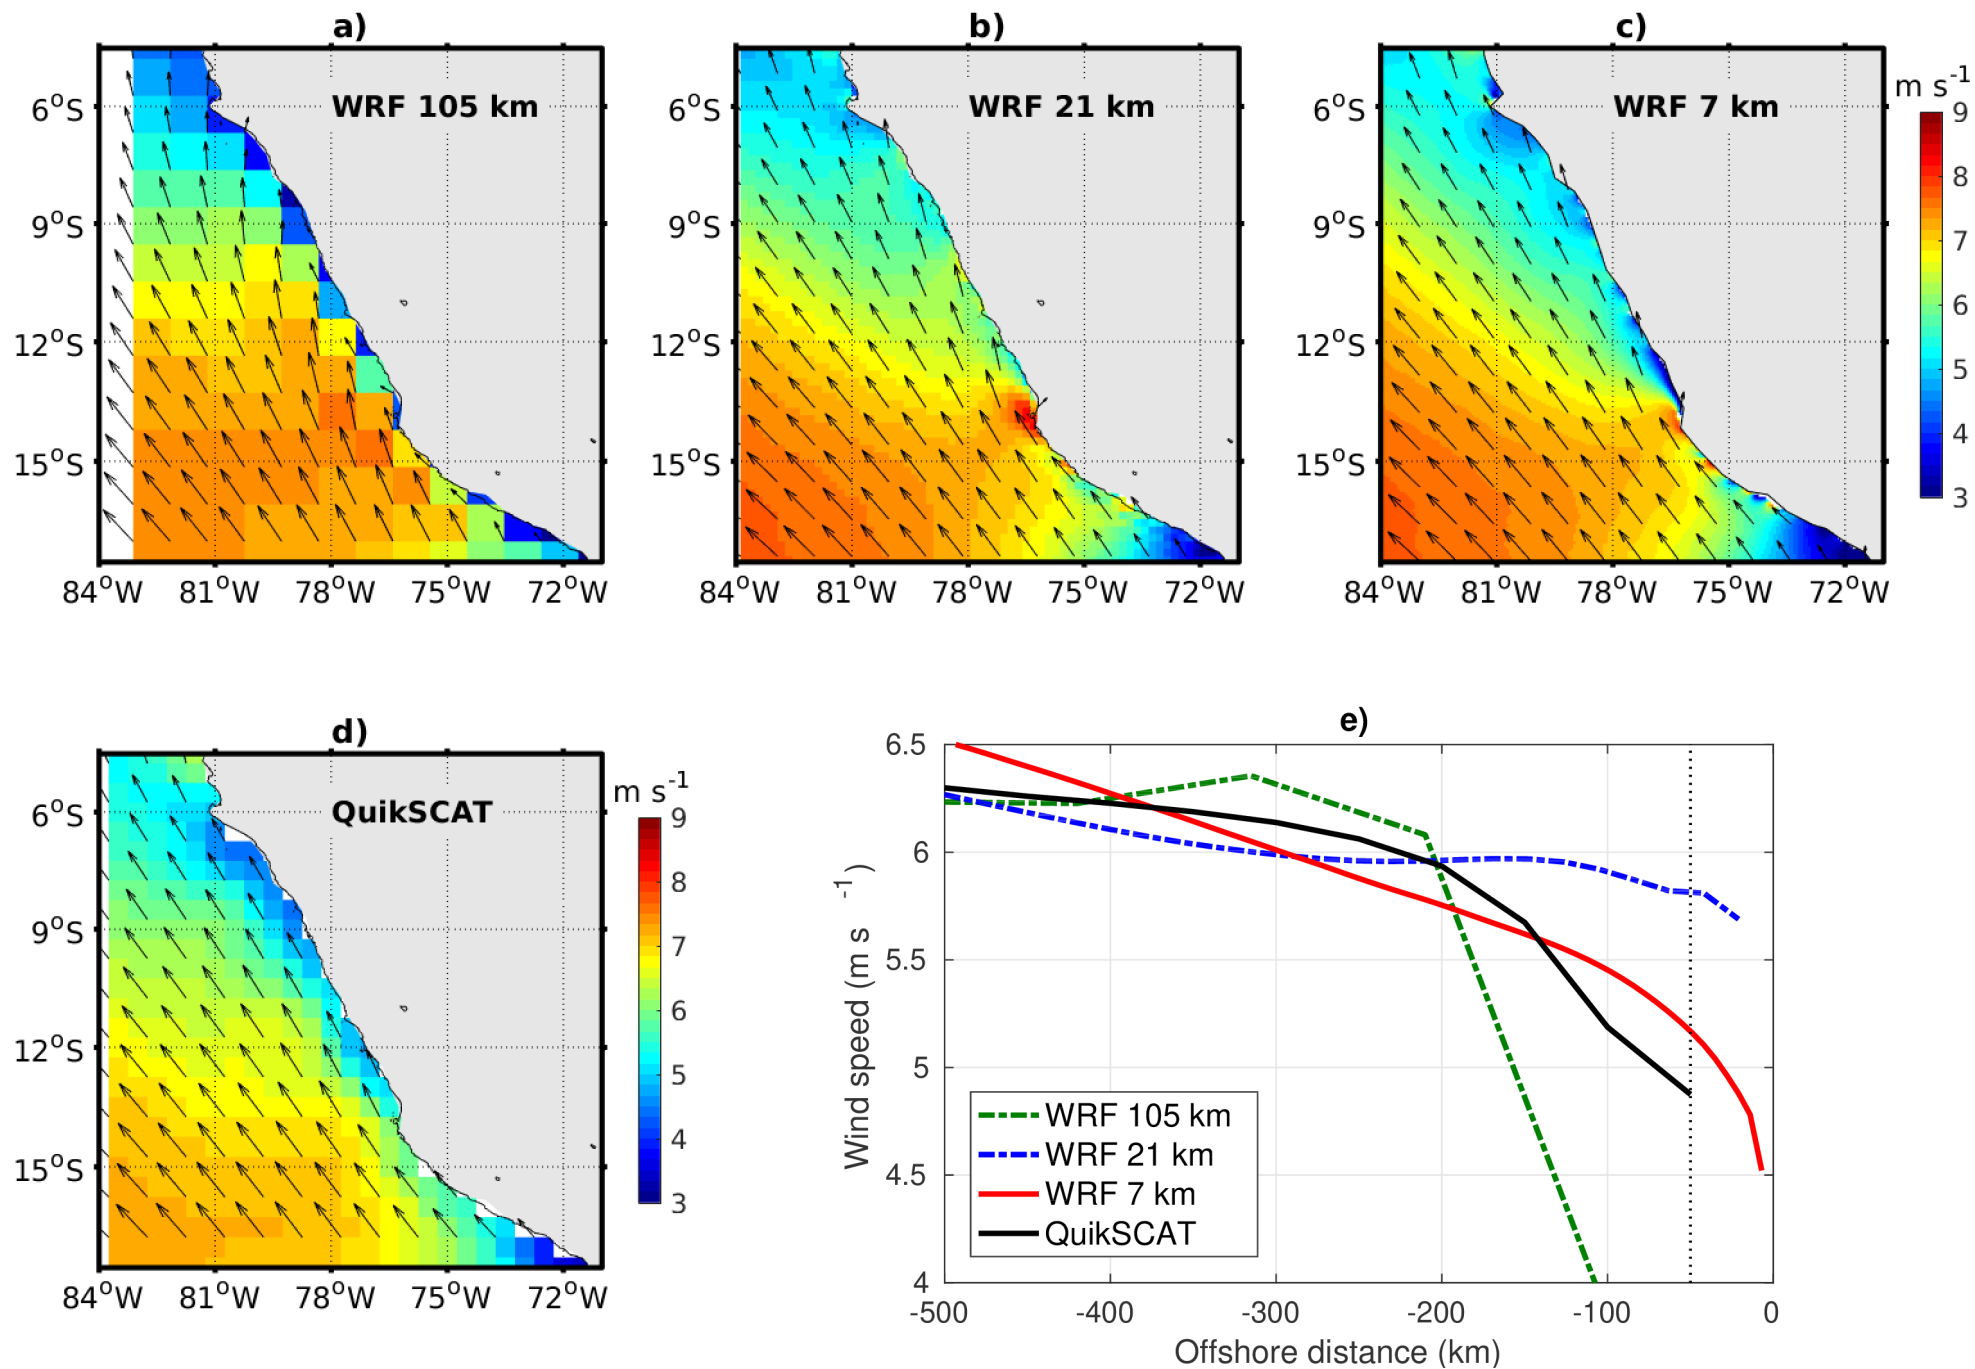 a)
b)
c)
WRF 105 km
WRF 21 km
WRF 7 km
m s-1
6°S
9°S
12°S
15°S
84°W 81°W 78°W 75°W 72°W
6°S
9°S
12°S
15°S
84°W 81°W 78°W 75°W 72°W
6°S
9°S
12°S
15°S
84°W 81°W 78°W 75°W 72°W
9
8
7
6
5
4
3
d)
QuikSCAT
m s-1
6°S
9°S
12°S
15°S
84°W 81°W 78°W 75°W 72°W
9
8
7
6
5
4
3
e)
Wind speed (m s -1)
6.5
6
5.5
5
4.5
4
WRF 105 km
WRF 21 km
WRF 7 km
QuikSCAT
-500 -400 -300 -200 -100 0
Offshore distance (km)